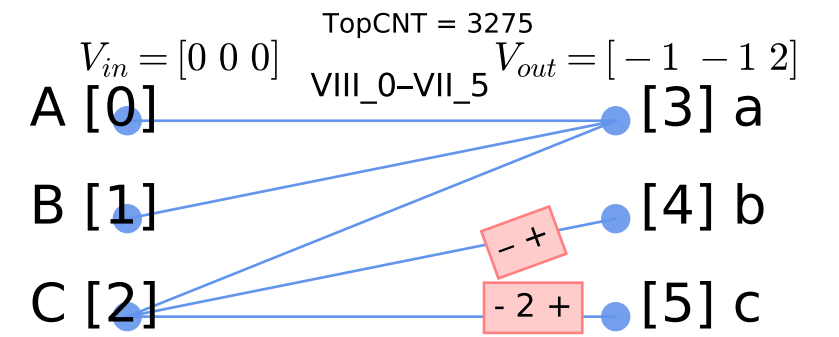 TopCNT = 3275
V_in = [0 0 0]
V_out = [−1 −1 2]
VIII_0–VII_5
A [0]
[3] a
B [1]
[4] b
− +
C [2]
- 2 +
[5] c